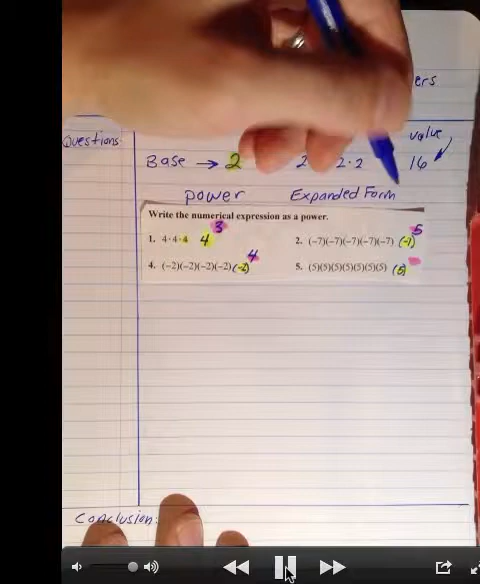 ers
Questions
value
Base → 2 2 2·2 16
power Expanded Form
Write the numerical expression as a power.
1. 4·4·4 4³ 2. (−7)(−7)(−7)(−7)(−7) (-7)⁵
4. (−2)(−2)(−2)(−2) (-2)⁴ 5. (5)(5)(5)(5)(5)(5) (5)
Conclusion: